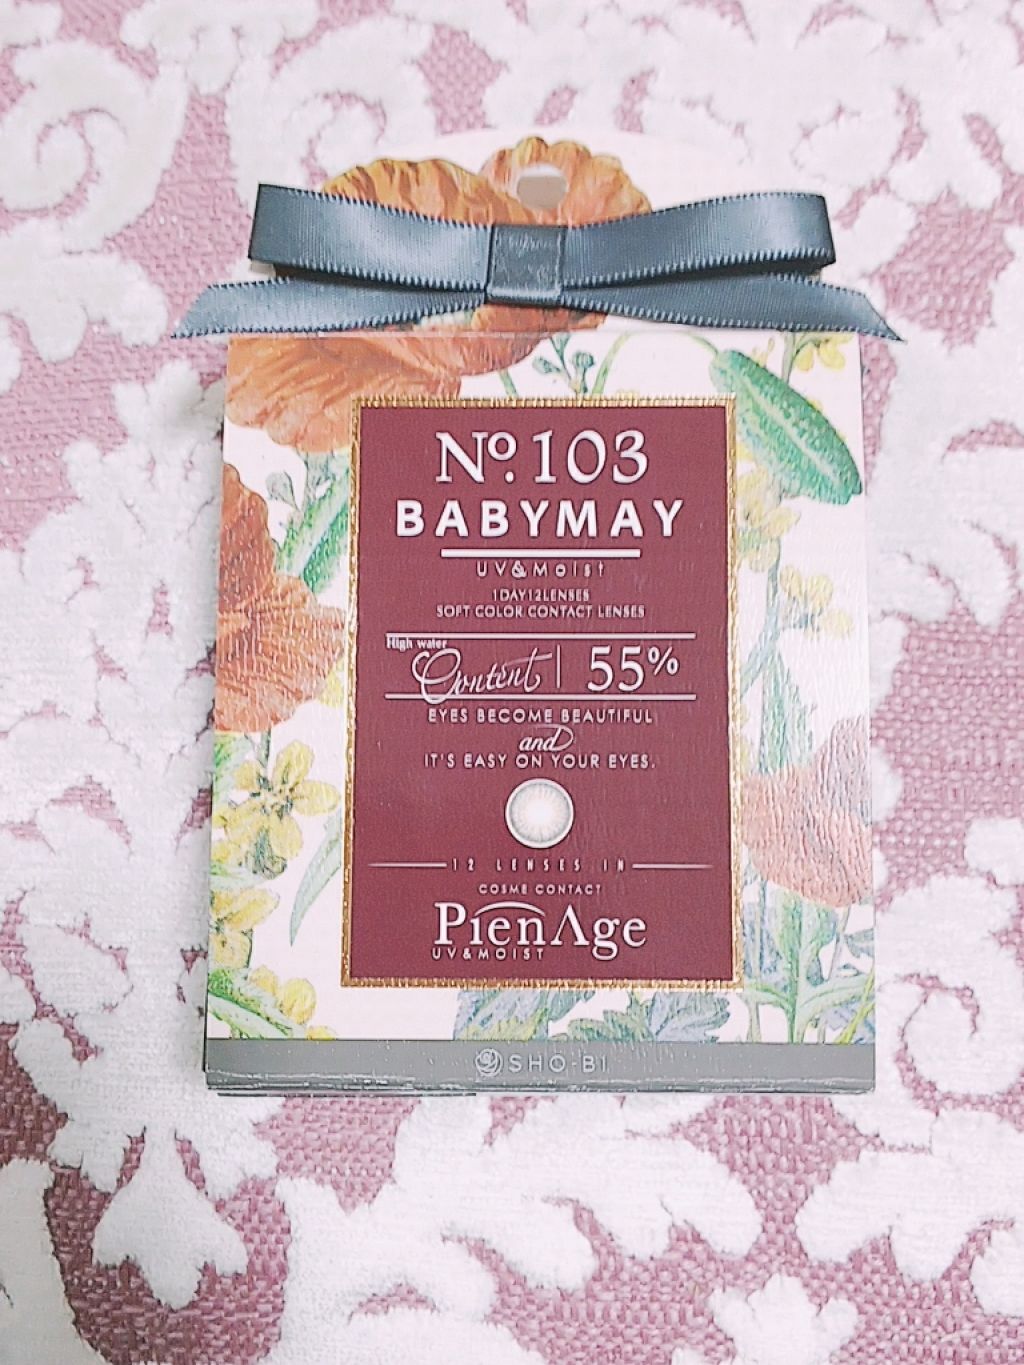 No.103
BABYMAY
UV&Moist
1DAY12LENSES
SOFT COLOR CONTACT LENSES
High water
Content | 55%
EYES BECOME BEAUTIFUL
and
IT'S EASY ON YOUR EYES.
12 LENSES IN
COSME CONTACT
PienAge
UV&MOIST
SHO-BI